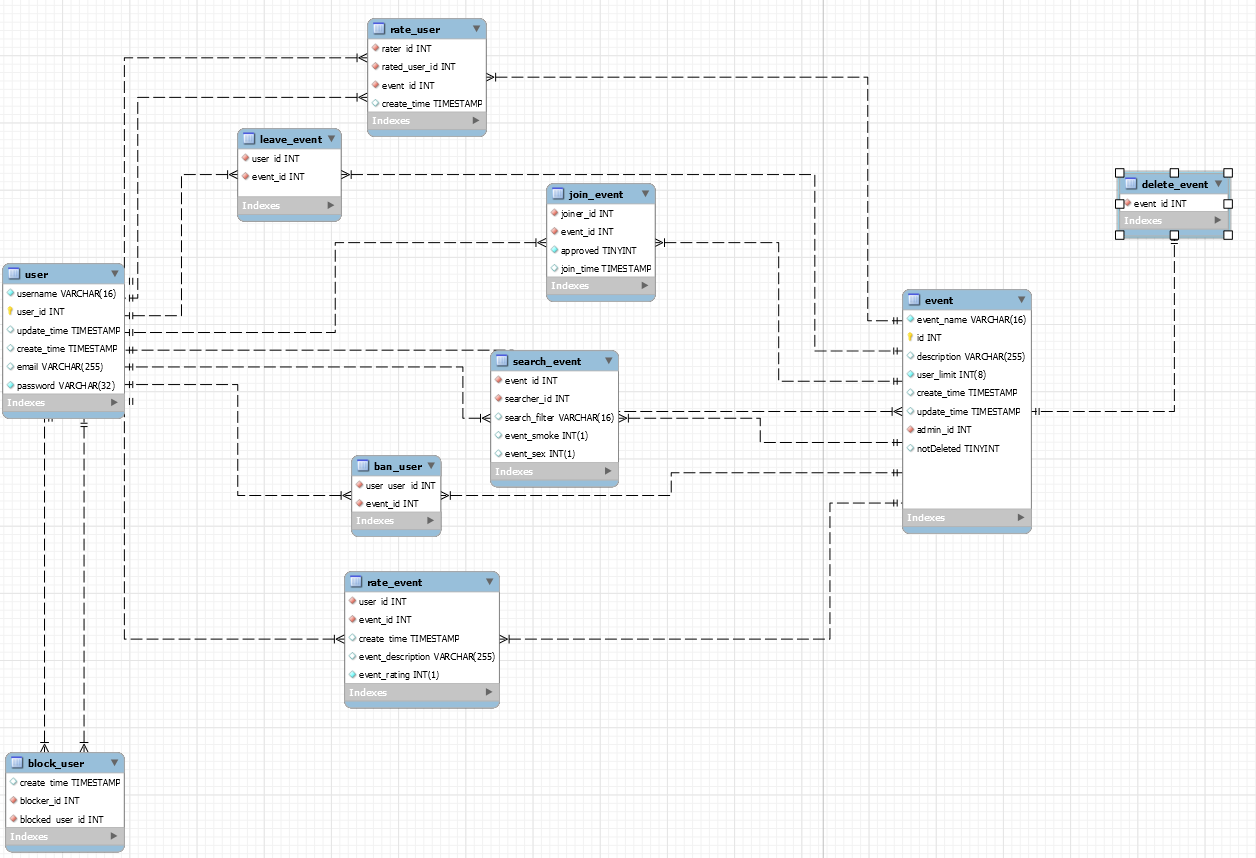 rate_user
rater_id INT
rated_user_id INT
event_id INT
create_time TIMESTAMP
Indexes
leave_event
user_id INT
event_id INT
Indexes
join_event
joiner_id INT
event_id INT
approved TINYINT
join_time TIMESTAMP
Indexes
delete_event
event_id INT
Indexes
user
username VARCHAR(16)
user_id INT
update_time TIMESTAMP
create_time TIMESTAMP
email VARCHAR(255)
password VARCHAR(32)
Indexes
event
event_name VARCHAR(16)
id INT
description VARCHAR(255)
user_limit INT(8)
create_time TIMESTAMP
update_time TIMESTAMP
admin_id INT
notDeleted TINYINT
Indexes
search_event
event_id INT
searcher_id INT
search_filter VARCHAR(16)
event_smoke INT(1)
event_sex INT(1)
Indexes
ban_user
user_user_id INT
event_id INT
Indexes
rate_event
user_id INT
event_id INT
create_time TIMESTAMP
event_description VARCHAR(255)
event_rating INT(1)
Indexes
block_user
create_time TIMESTAMP
blocker_id INT
blocked_user_id INT
Indexes